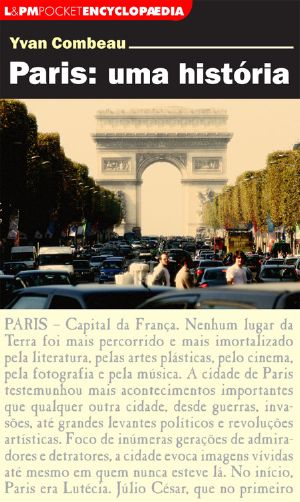 L&PM POCKET ENCYCLOPÆDIA
Yvan Combeau
Paris: uma história
PARIS – Capital da França. Nenhum lugar da
Terra foi mais percorrido e mais imortalizado
pela literatura, pelas artes plásticas, pelo cinema,
pela fotografia e pela música. A cidade de Paris
testemunhou mais acontecimentos importantes
que qualquer outra cidade, desde guerras, inva-
sões, até grandes levantes políticos e revoluções
artísticas. Foco de inúmeras gerações de admira-
dores e detratores, a cidade evoca imagens vívidas
até mesmo em quem nunca esteve lá. No início,
Paris era Lutécia. Júlio César, que no primeiro